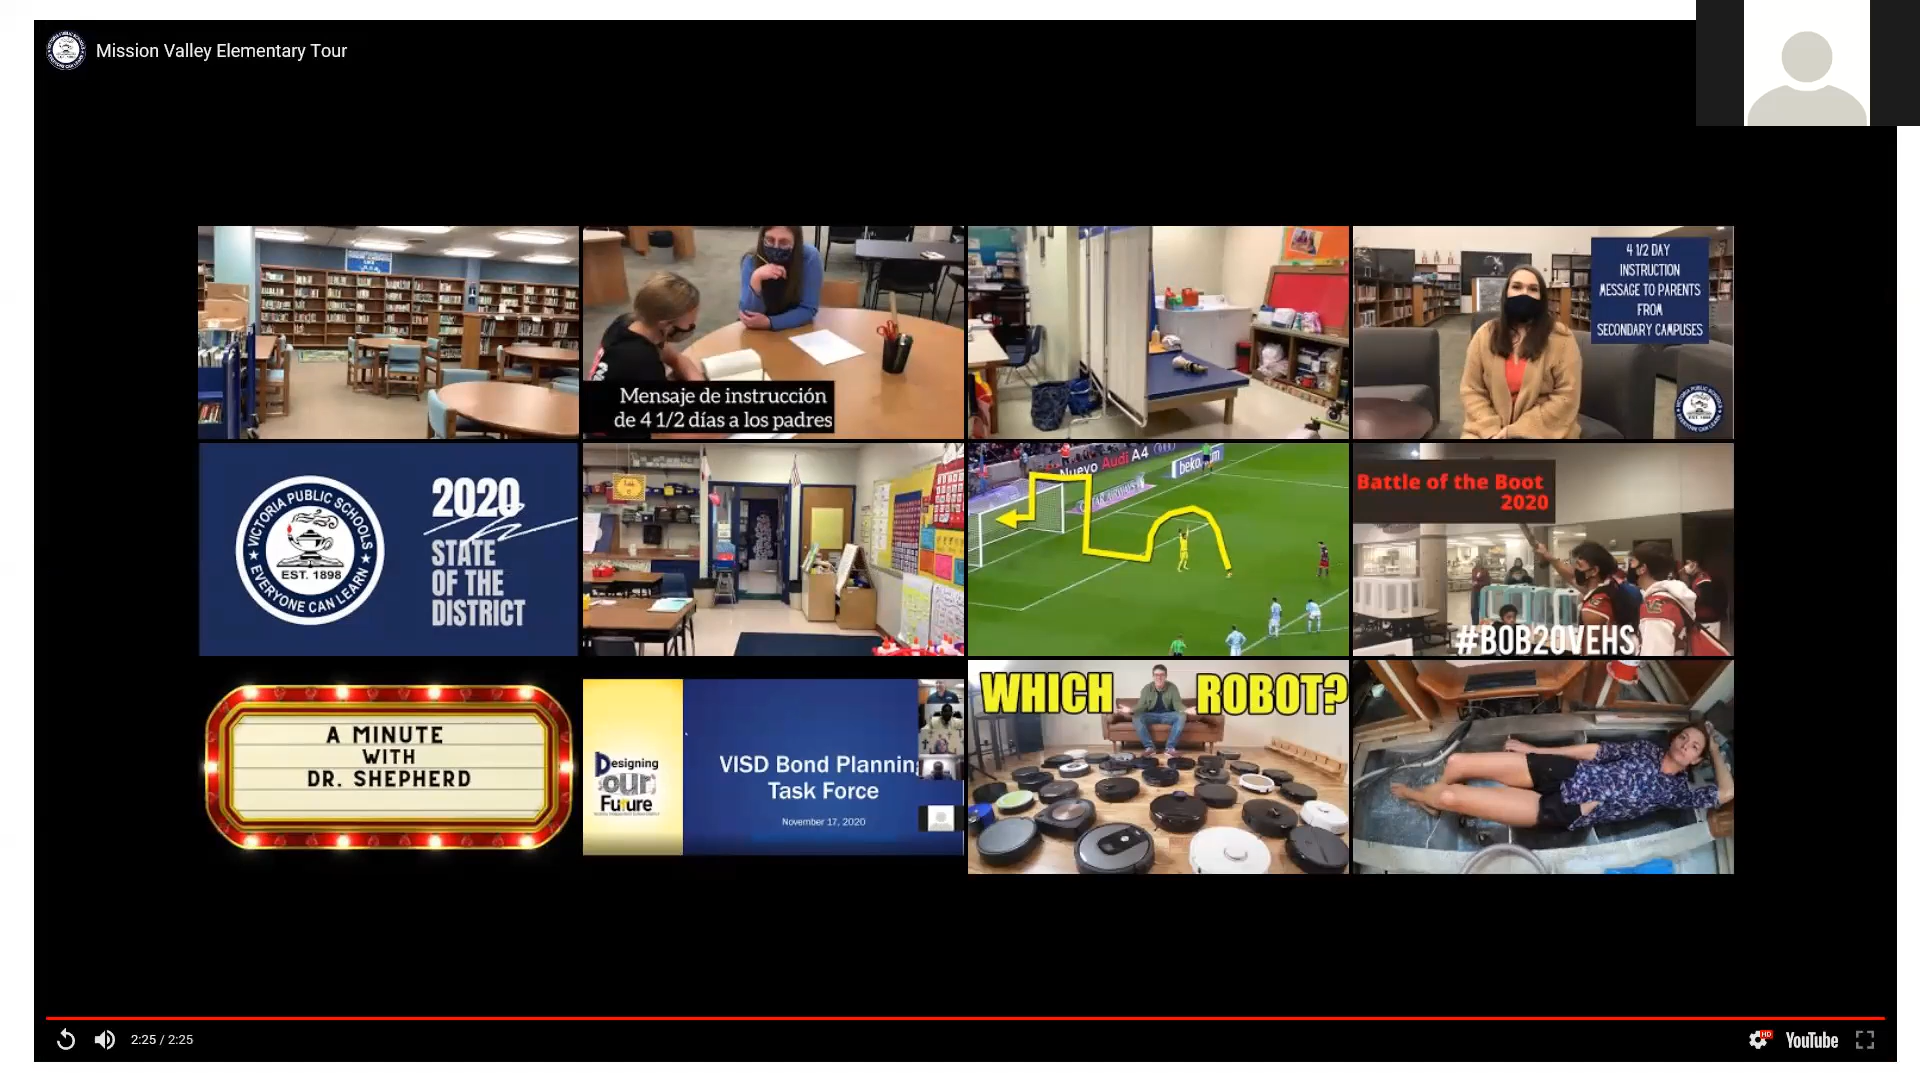 Mission Valley Elementary Tour
Mensaje de instrucción
de 4 1/2 días a los padres
4 1/2 DAY
INSTRUCTION
MESSAGE TO PARENTS
FROM
SECONDARY CAMPUSES
VICTORIA PUBLIC SCHOOLS
EST. 1898
EVERYONE CAN LEARN
2020
STATE
OF THE
DISTRICT
Nuevo Audi A4
beko
Battle of the Boot
2020
#BOB20VEHS
A MINUTE
WITH
DR. SHEPHERD
Designing
our
Future
VISD Bond Planning
Task Force
November 17, 2020
WHICH ROBOT?
2:25 / 2:25
HD
YouTube